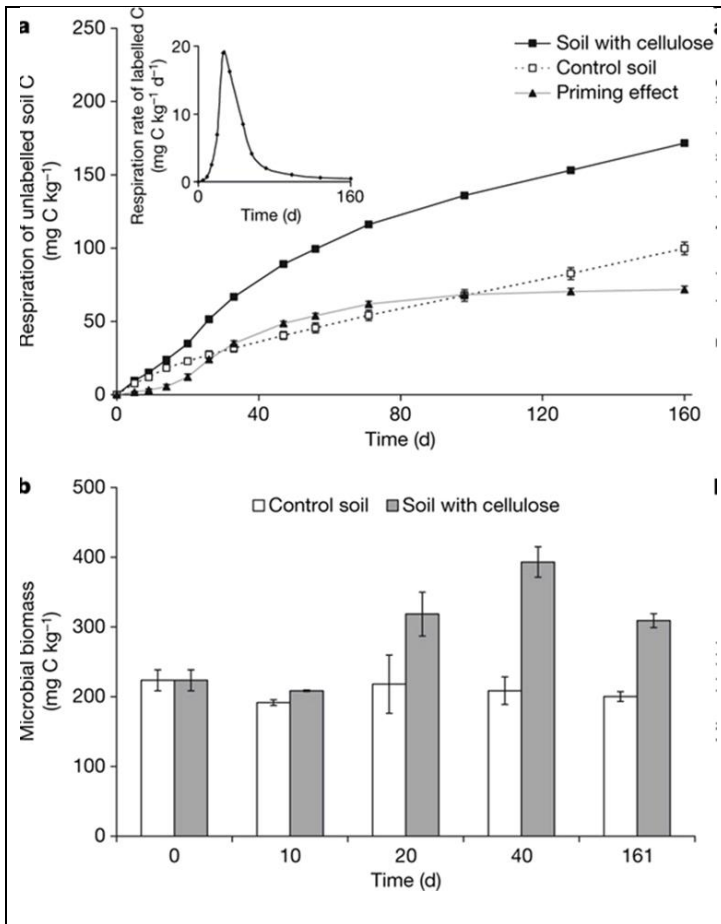 a
250
200
150
100
50
0
Respiration of unlabelled soil C
(mg C kg⁻¹)
0
40
80
120
160
Time (d)
Respiration rate of labelled C
(mg C kg⁻¹ d⁻¹)
20
10
0
0
160
Time (d)
Soil with cellulose
Control soil
Priming effect
b
500
400
300
200
100
0
Microbial biomass
(mg C kg⁻¹)
Control soil
Soil with cellulose
0
10
20
40
161
Time (d)